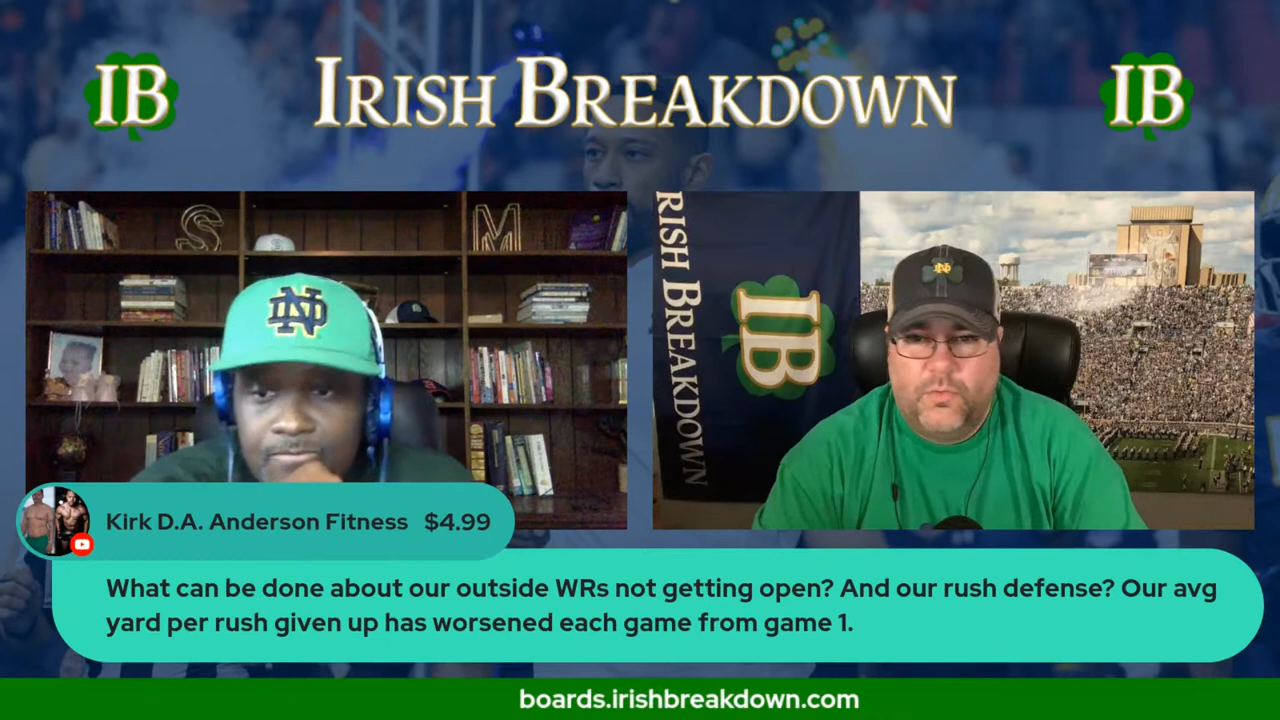 IB
IRISH BREAKDOWN
IB
S
M
RISH BREAKDOWN
IB
ND
ND
Kirk D.A. Anderson Fitness $4.99
What can be done about our outside WRs not getting open? And our rush defense? Our avg
yard per rush given up has worsened each game from game 1.
boards.irishbreakdown.com